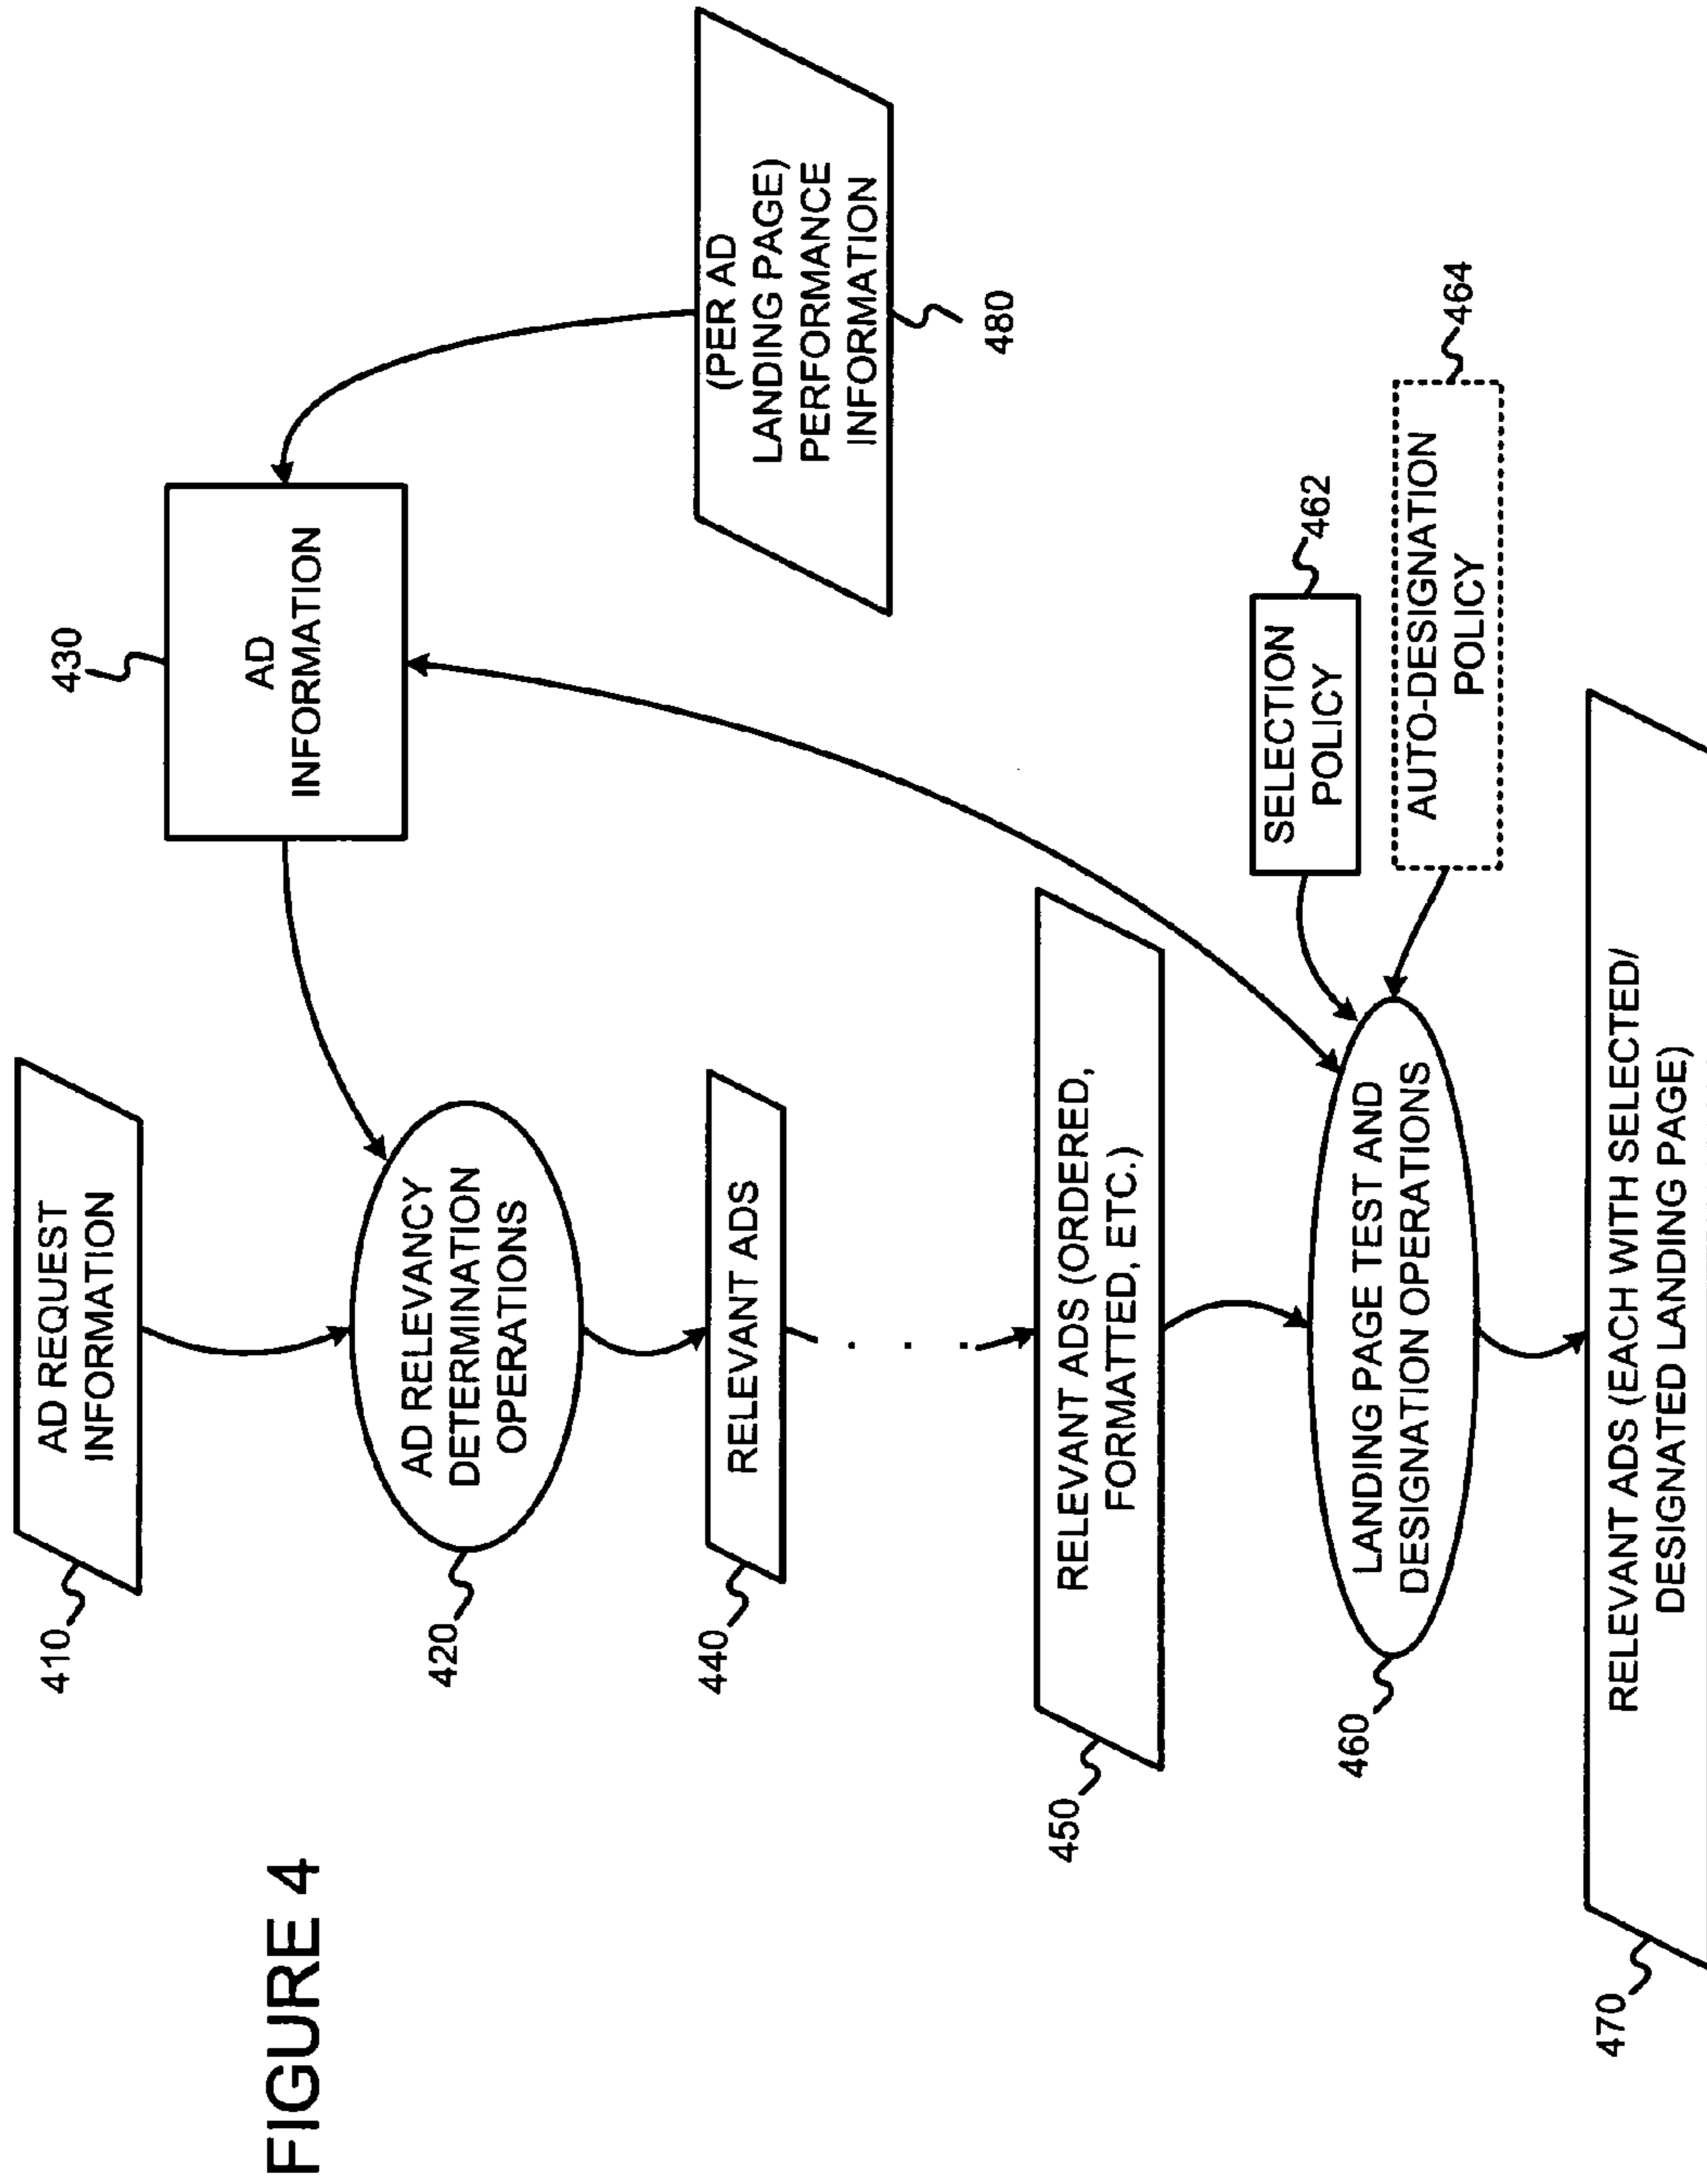 FIGURE 4
410
AD REQUEST
INFORMATION
430
AD
INFORMATION
420
AD RELEVANCY
DETERMINATION
OPERATIONS
440
RELEVANT ADS
(PER AD
LANDING PAGE)
PERFORMANCE
INFORMATION
480
. . .
450
RELEVANT ADS (ORDERED,
FORMATTED, ETC.)
SELECTION
POLICY
462
AUTO-DESIGNATION
POLICY
464
460
LANDING PAGE TEST AND
DESIGNATION OPERATIONS
470
RELEVANT ADS (EACH WITH SELECTED/
DESIGNATED LANDING PAGE)